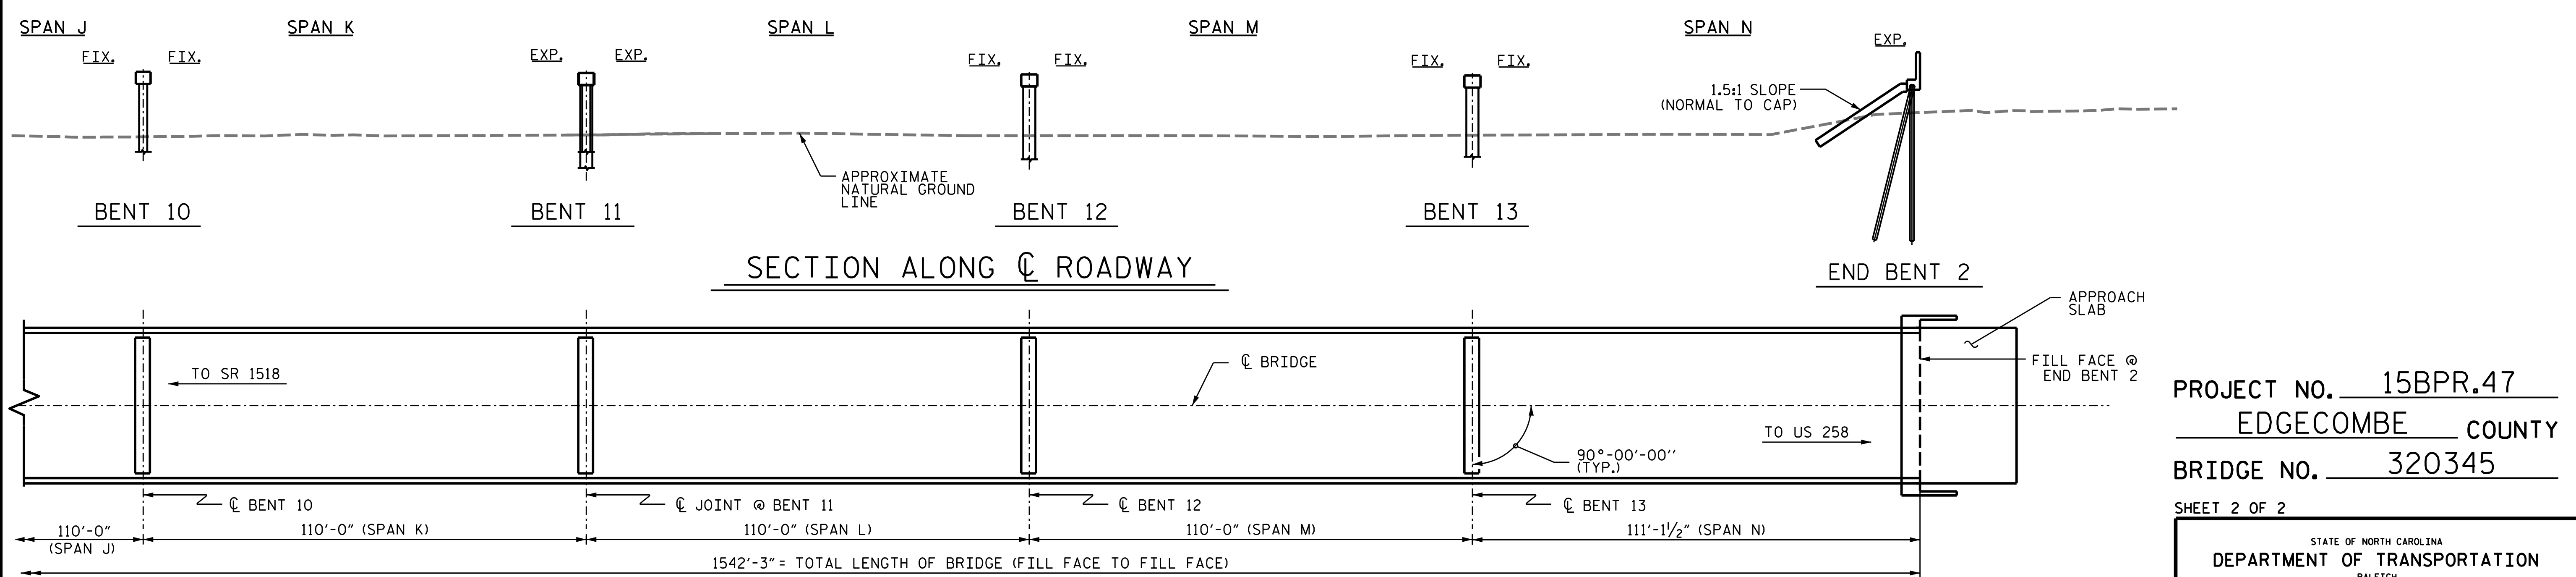 SPAN J
SPAN K
SPAN L
SPAN M
SPAN N
FIX.
FIX.
EXP.
EXP.
FIX.
FIX.
FIX.
FIX.
EXP.
1.5:1 SLOPE
(NORMAL TO CAP)
APPROXIMATE
NATURAL GROUND
LINE
BENT 10
BENT 11
BENT 12
BENT 13
END BENT 2
SECTION ALONG ℄ ROADWAY
APPROACH
SLAB
FILL FACE @
END BENT 2
TO SR 1518
℄ BRIDGE
TO US 258
90°-00'-00''
(TYP.)
℄ BENT 10
℄ JOINT @ BENT 11
℄ BENT 12
℄ BENT 13
110'-0"
(SPAN J)
110'-0" (SPAN K)
110'-0" (SPAN L)
110'-0" (SPAN M)
111'-1 1/2" (SPAN N)
1542'-3" = TOTAL LENGTH OF BRIDGE (FILL FACE TO FILL FACE)
PROJECT NO. 15BPR.47
EDGECOMBE COUNTY
BRIDGE NO. 320345
SHEET 2 OF 2
STATE OF NORTH CAROLINA
DEPARTMENT OF TRANSPORTATION
RALEIGH